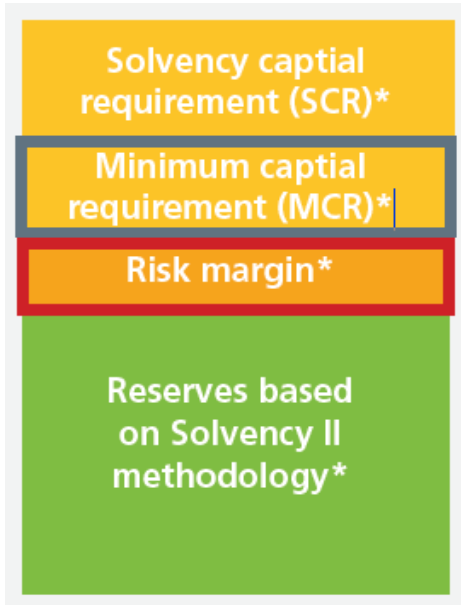 Solvency captial
requirement (SCR)*
Minimum captial
requirement (MCR)*
Risk margin*
Reserves based
on Solvency II
methodology*